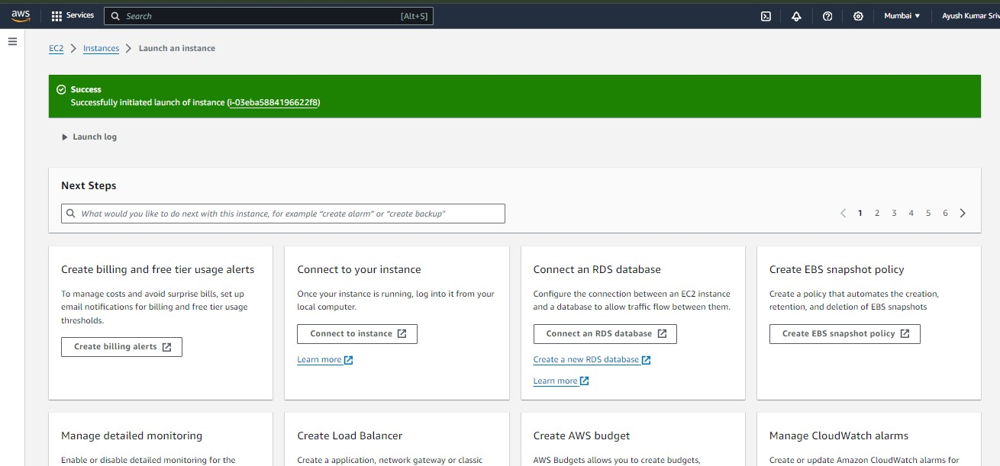 aws Services Search [Alt+S] Mumbai ▼ Ayush Kumar
EC2 > Instances > Launch an instance
Success
Successfully initiated launch of instance (i-03eba5884196622f8)
Launch log
Next Steps
What would you like to do next with this instance, for example “create alarm” or “create backup”
1 2 3 4 5 6
Create billing and free tier usage alerts
To manage costs and avoid surprise bills, set up
email notifications for billing and free tier usage
thresholds.
Create billing alerts
Connect to your instance
Once your instance is running, log into it from your
local computer.
Connect to instance
Learn more
Connect an RDS database
Configure the connection between an EC2 instance
and a database to allow traffic flow between them.
Connect an RDS database
Create a new RDS database
Learn more
Create EBS snapshot policy
Create a policy that automates the creation,
retention, and deletion of EBS snapshots
Create EBS snapshot policy
Manage detailed monitoring
Enable or disable detailed monitoring for the
Create Load Balancer
Create a application, network gateway or classic
Create AWS budget
AWS Budgets allows you to create budgets,
Manage CloudWatch alarms
Create or update Amazon CloudWatch alarms for